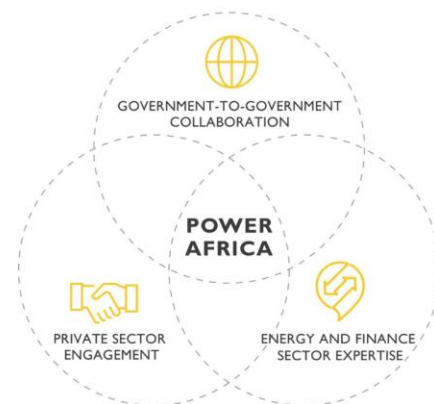 GOVERNMENT-TO-GOVERNMENT
COLLABORATION
POWER
AFRICA
PRIVATE SECTOR
ENGAGEMENT
ENERGY AND FINANCE
SECTOR EXPERTISE